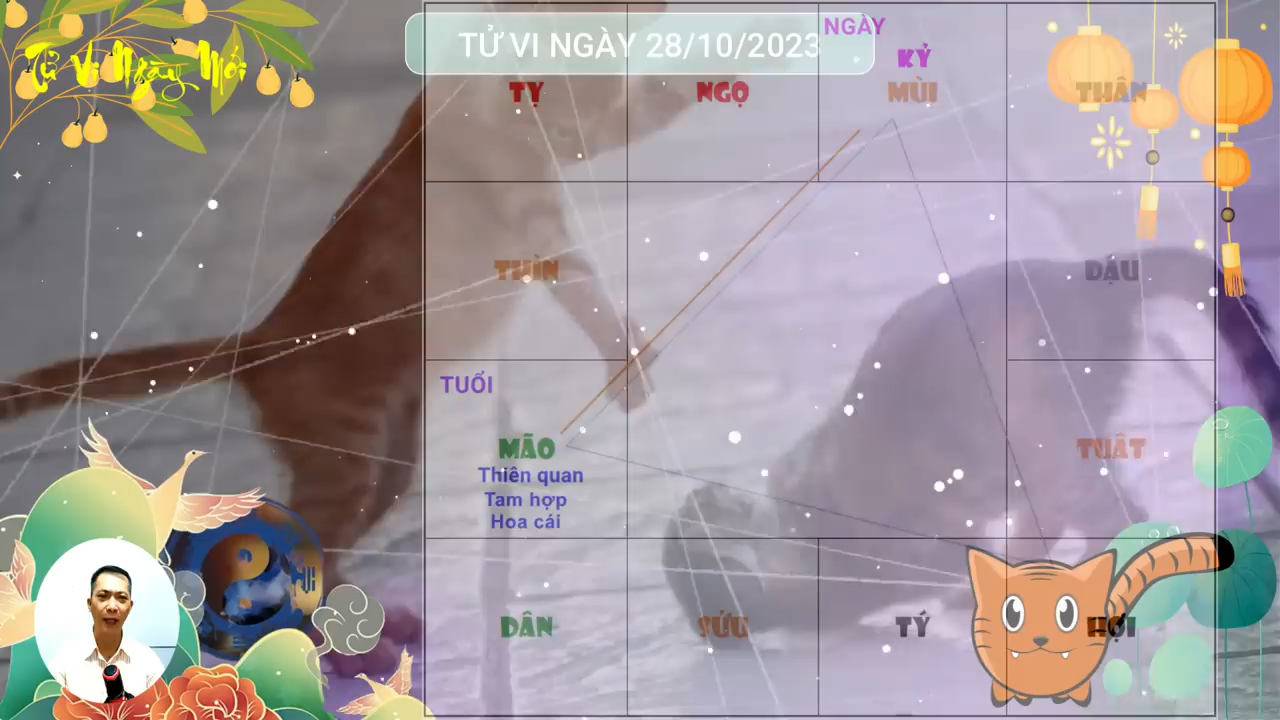 Tử Vi Ngày Mới
TỬ VI NGÀY 28/10/2023
NGÀY
KỶ
TỴ
NGỌ
MÙI
THÂN
THÌN
DẬU
TUỔI
MÃO
Thiên quan
Tam hợp
Hoa cái
TUẤT
DẦN
SỬU
TÝ
HỢI